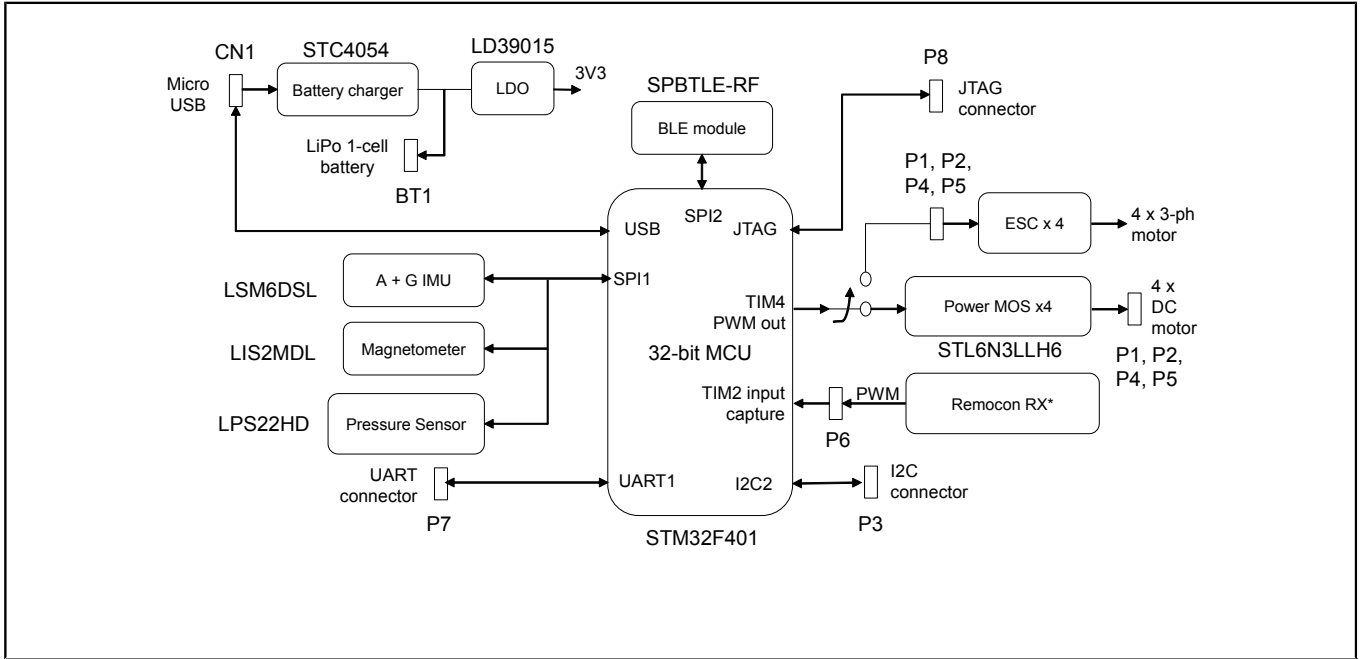 CN1
STC4054
LD39015
Micro
USB
Battery charger
LDO
3V3
LiPo 1-cell
battery
BT1
SPBTLE-RF
BLE module
P8
JTAG
connector
P1, P2,
P4, P5
ESC x 4
4 x 3-ph
motor
SPI2
USB
JTAG
LSM6DSL
A + G IMU
SPI1
LIS2MDL
Magnetometer
LPS22HD
Pressure Sensor
TIM4
PWM out
32-bit MCU
Power MOS x4
STL6N3LLH6
4 x
DC
motor
P1, P2,
P4, P5
TIM2 input
capture
PWM
P6
Remocon RX*
UART
connector
P7
UART1
I2C2
I2C
connector
P3
STM32F401